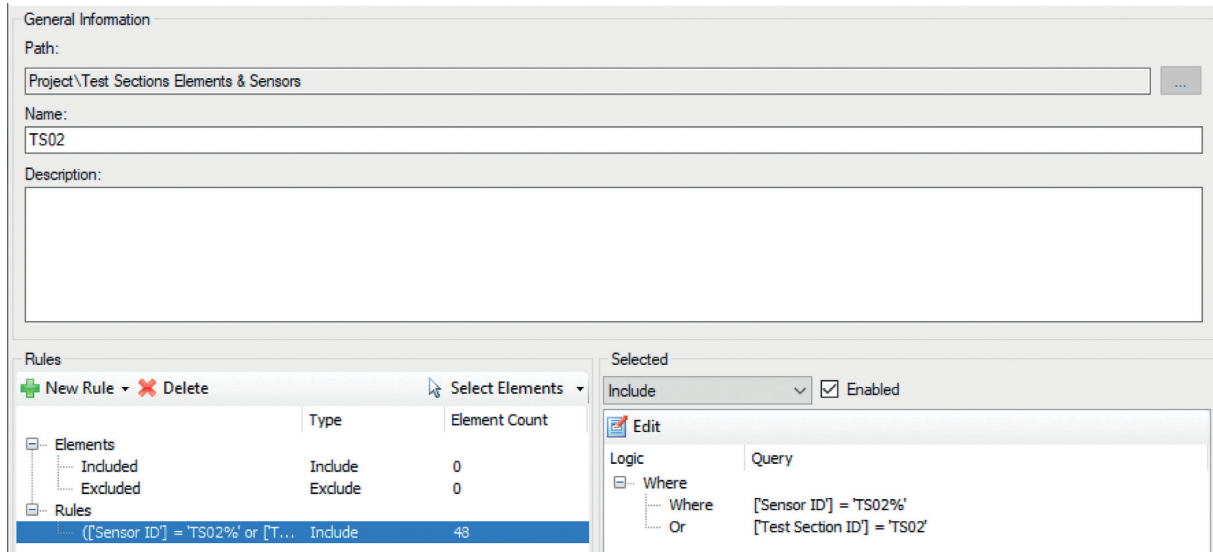 General Information
Path:
Project\Test Sections Elements & Sensors
...
Name:
TS02
Description:
Rules
New Rule Delete Select Elements
Type Element Count
Elements
Included Include 0
Excluded Exclude 0
Rules
(['Sensor ID'] = 'TS02%' or ['T... Include 48
Selected
Include Enabled
Edit
Logic Query
Where
Where ['Sensor ID'] = 'TS02%'
Or ['Test Section ID'] = 'TS02'